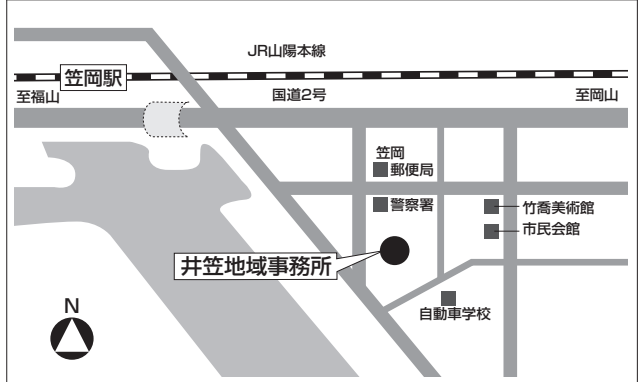 JR山陽本線
笠岡駅
至福山
国道2号
至岡山
笠岡
郵便局
警察署
竹喬美術館
市民会館
井笠地域事務所
自動車学校
N